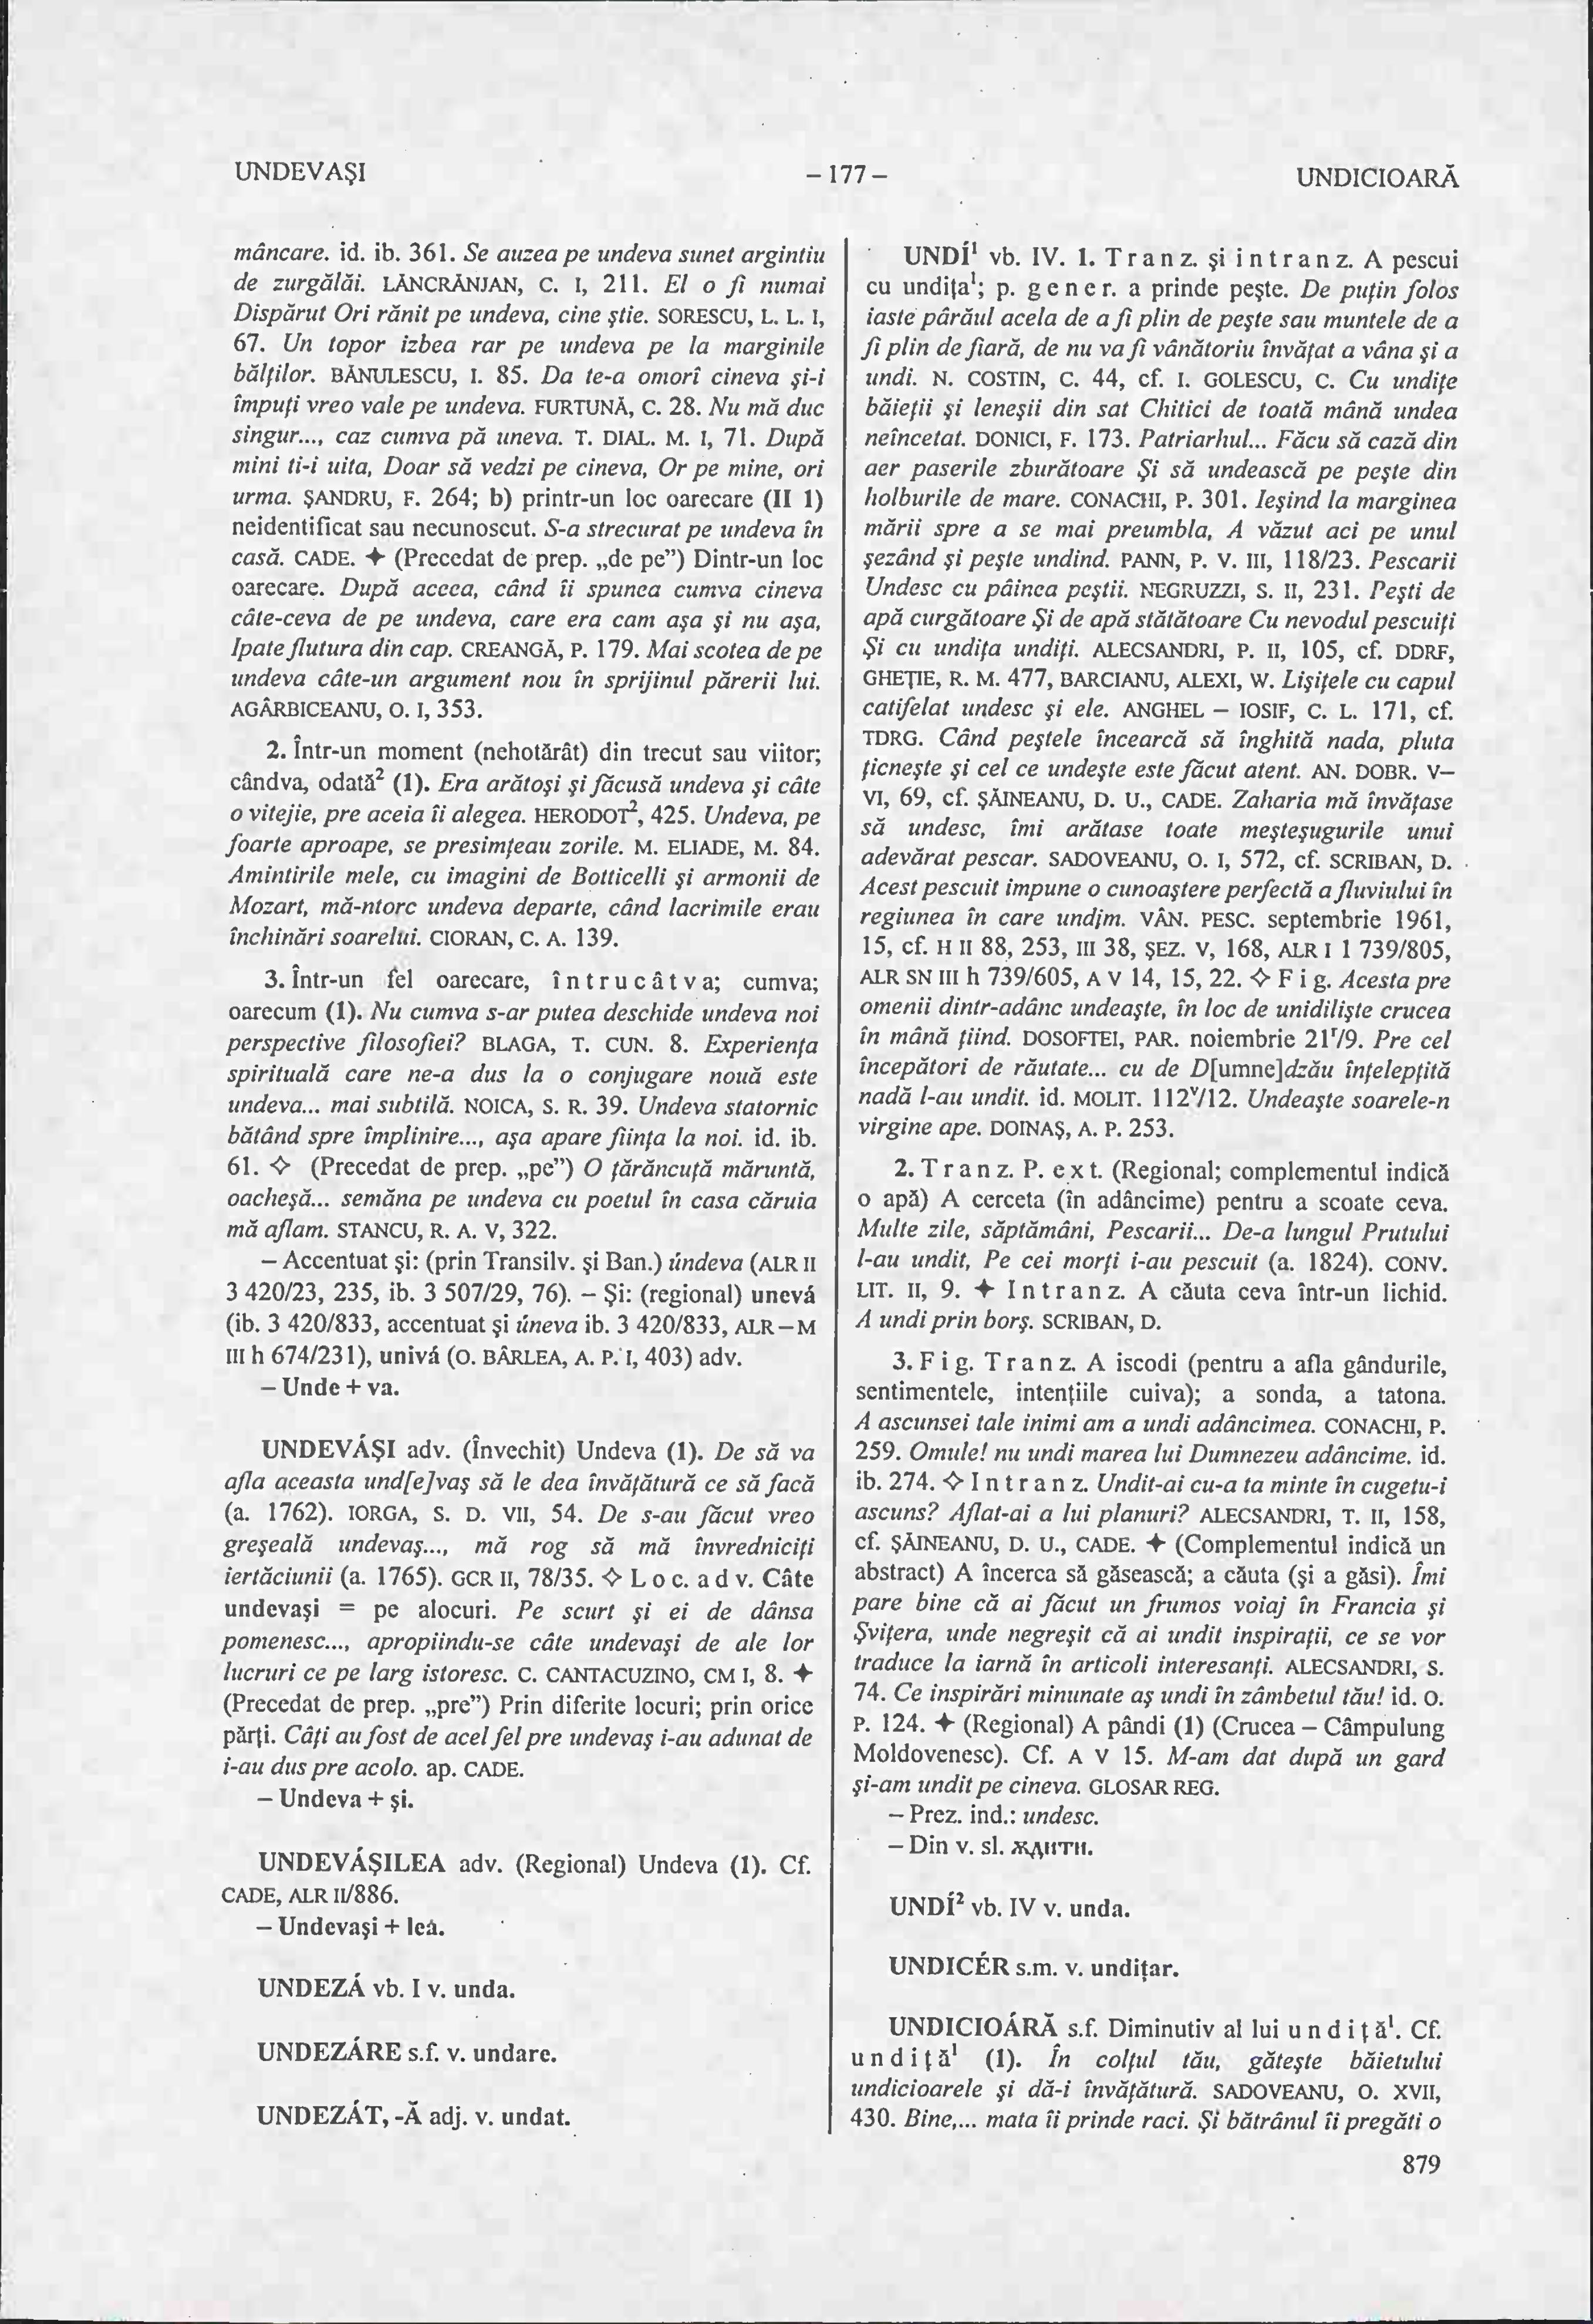 UNDEVAŞI
– 177 –
UNDICIOARĂ
mâncare. id. ib. 361. Se auzea pe undeva sunet argintiu
de zurgălăi. LĂNCRĂNJAN, C. I, 211. El o fi numai
Dispărut Ori rănit pe undeva, cine ştie. SORESCU, L. L. I,
67. Un topor izbea rar pe undeva pe la marginile
bălţilor. BĂNULESCU, I. 85. Da te-a omorî cineva şi-i
împuţi vreo vale pe undeva. FURTUNĂ, C. 28. Nu mă duc
singur..., caz cumva pă uneva. T. DIAL. M. I, 71. După
mini ti-i uita, Doar să vedzi pe cineva, Or pe mine, ori
urma. ŞANDRU, F. 264; b) printr-un loc oarecare (II 1)
neidentificat sau necunoscut. S-a strecurat pe undeva în
casă. CADE. ✦ (Precedat de prep. „de pe”) Dintr-un loc
oarecare. După aceea, când îi spunea cumva cineva
câte-ceva de pe undeva, care era cam aşa şi nu aşa,
Ipate flutura din cap. CREANGĂ, P. 179. Mai scotea de pe
undeva câte-un argument nou în sprijinul părerii lui.
AGÂRBICEANU, O. I, 353.
2. Într-un moment (nehotărât) din trecut sau viitor;
cândva, odată² (1). Era arătoşi şi făcusă undeva şi câte
o vitejie, pre aceia îi alegea. HERODOT², 425. Undeva, pe
foarte aproape, se presimţeau zorile. M. ELIADE, M. 84.
Amintirile mele, cu imagini de Botticelli şi armonii de
Mozart, mă-ntorc undeva departe, când lacrimile erau
închinări soarelui. CIORAN, C. A. 139.
3. Într-un fel oarecare, întrucâtva; cumva;
oarecum (1). Nu cumva s-ar putea deschide undeva noi
perspective filosofiei? BLAGA, T. CUN. 8. Experienţa
spirituală care ne-a dus la o conjugare nouă este
undeva... mai subtilă. NOICA, S. R. 39. Undeva statornic
bătând spre împlinire..., aşa apare fiinţa la noi. id. ib.
61. ✧ (Precedat de prep. „pe”) O ţărăncuţă măruntă,
oacheşă... semăna pe undeva cu poetul în casa căruia
mă aflam. STANCU, R. A. V, 322.
– Accentuat şi: (prin Transilv. şi Ban.) úndeva (ALR II
3 420/23, 235, ib. 3 507/29, 76). – Şi: (regional) unevá
(ib. 3 420/833, accentuat şi úneva ib. 3 420/833, ALR–M
III h 674/231), univá (O. BÂRLEA, A. P. I, 403) adv.
– Unde + va.
UNDEVÁŞI adv. (Învechit) Undeva (1). De să va
afla aceasta und[e]vaş să le dea învăţătură ce să facă
(a. 1762). IORGA, S. D. VII, 54. De s-au făcut vreo
greşeală undevaş..., mă rog să mă învredniciţi
iertăciunii (a. 1765). GCR II, 78/35. ✧ Loc. adv. Câte
undevaşi = pe alocuri. Pe scurt şi ei de dânsa
pomenesc..., apropiindu-se câte undevaşi de ale lor
lucruri ce pe larg istoresc. C. CANTACUZINO, CM I, 8. ✦
(Precedat de prep. „pre”) Prin diferite locuri; prin orice
părţi. Câţi au fost de acel fel pre undevaş i-au adunat de
i-au dus pre acolo. ap. CADE.
– Undeva + şi.
UNDEVÁŞILEA adv. (Regional) Undeva (1). Cf.
CADE, ALR II/886.
– Undevaşi + lea.
UNDEZÁ vb. I v. unda.
UNDEZÁRE s.f. v. undare.
UNDEZÁT, -Ă adj. v. undat.
UNDÍ¹ vb. IV. 1. Tranz. şi intranz. A pescui
cu undiţa¹; p. gener. a prinde peşte. De puţin folos
iaste pârăul acela de a fi plin de peşte sau muntele de a
fi plin de fiară, de nu va fi vânătoriu învăţat a vâna şi a
undi. N. COSTIN, C. 44, cf. I. GOLESCU, C. Cu undiţe
băieţii şi leneşii din sat Chitici de toată mână undea
neîncetat. DONICI, F. 173. Patriarhul... Făcu să cază din
aer paserile zburătoare Şi să undească pe peşte din
holburile de mare. CONACHI, P. 301. Ieşind la marginea
mării spre a se mai preumbla, A văzut aci pe unul
şezând şi peşte undind. PANN, P. V. III, 118/23. Pescarii
Undesc cu pâinea peştii. NEGRUZZI, S. II, 231. Peşti de
apă curgătoare Şi de apă stătătoare Cu nevodul pescuiţi
Şi cu undiţa undiţi. ALECSANDRI, P. II, 105, cf. DDRF,
GHEŢIE, R. M. 477, BARCIANU, ALEXI, W. Lişiţele cu capul
catifelat undesc şi ele. ANGHEL – IOSIF, C. L. 171, cf.
TDRG. Când peştele încearcă să înghită nada, pluta
ţicneşte şi cel ce undeşte este făcut atent. AN. DOBR. V–
VI, 69, cf. ŞĂINEANU, D. U., CADE. Zaharia mă învăţase
să undesc, îmi arătase toate meşteşugurile unui
adevărat pescar. SADOVEANU, O. I, 572, cf. SCRIBAN, D.
Acest pescuit impune o cunoaştere perfectă a fluviului în
regiunea în care undim. VÂN. PESC. septembrie 1961,
15, cf. H II 88, 253, III 38, ŞEZ. V, 168, ALR I 1 739/805,
ALR SN III h 739/605, A V 14, 15, 22. ✧ Fig. Acesta pre
omenii dintr-adânc undeaşte, în loc de unidilişte crucea
în mână ţiind. DOSOFTEI, PAR. noiembrie 21ʳ/9. Pre cel
începători de răutate... cu de D[umne]dzău înţelepţită
nadă l-au undit. id. MOLIT. 112ᵛ/12. Undeaşte soarele-n
virgine ape. DOINAŞ, A. P. 253.
2. Tranz. P. ext. (Regional; complementul indică
o apă) A cerceta (în adâncime) pentru a scoate ceva.
Multe zile, săptămâni, Pescarii... De-a lungul Prutului
l-au undit, Pe cei morţi i-au pescuit (a. 1824). CONV.
LIT. II, 9. ✦ Intranz. A căuta ceva într-un lichid.
A undi prin borş. SCRIBAN, D.
3. Fig. Tranz. A iscodi (pentru a afla gândurile,
sentimentele, intenţiile cuiva); a sonda, a tatona.
A ascunsei tale inimi am a undi adâncimea. CONACHI, P.
259. Omule! nu undi marea lui Dumnezeu adâncime. id.
ib. 274. ✧ Intranz. Undit-ai cu-a ta minte în cugetu-i
ascuns? Aflat-ai a lui planuri? ALECSANDRI, T. II, 158,
cf. ŞĂINEANU, D. U., CADE. ✦ (Complementul indică un
abstract) A încerca să găsească; a căuta (şi a găsi). Îmi
pare bine că ai făcut un frumos voiaj în Francia şi
Şviţera, unde negreşit că ai undit inspiraţii, ce se vor
traduce la iarnă în articoli interesanţi. ALECSANDRI, S.
74. Ce inspirări minunate aş undi în zâmbetul tău! id. O.
P. 124. ✦ (Regional) A pândi (1) (Crucea – Câmpulung
Moldovenesc). Cf. A V 15. M-am dat după un gard
şi-am undit pe cineva. GLOSAR REG.
– Prez. ind.: undesc.
– Din v. sl. ѫдити.
UNDÍ² vb. IV v. unda.
UNDICÉR s.m. v. undiţar.
UNDICIOÁRĂ s.f. Diminutiv al lui undiţă¹. Cf.
undiţă¹ (1). În colţul tău, găteşte băietului
undicioarele şi dă-i învăţătură. SADOVEANU, O. XVII,
430. Bine,... mata îi prinde raci. Şi bătrânul îi pregăti o
879